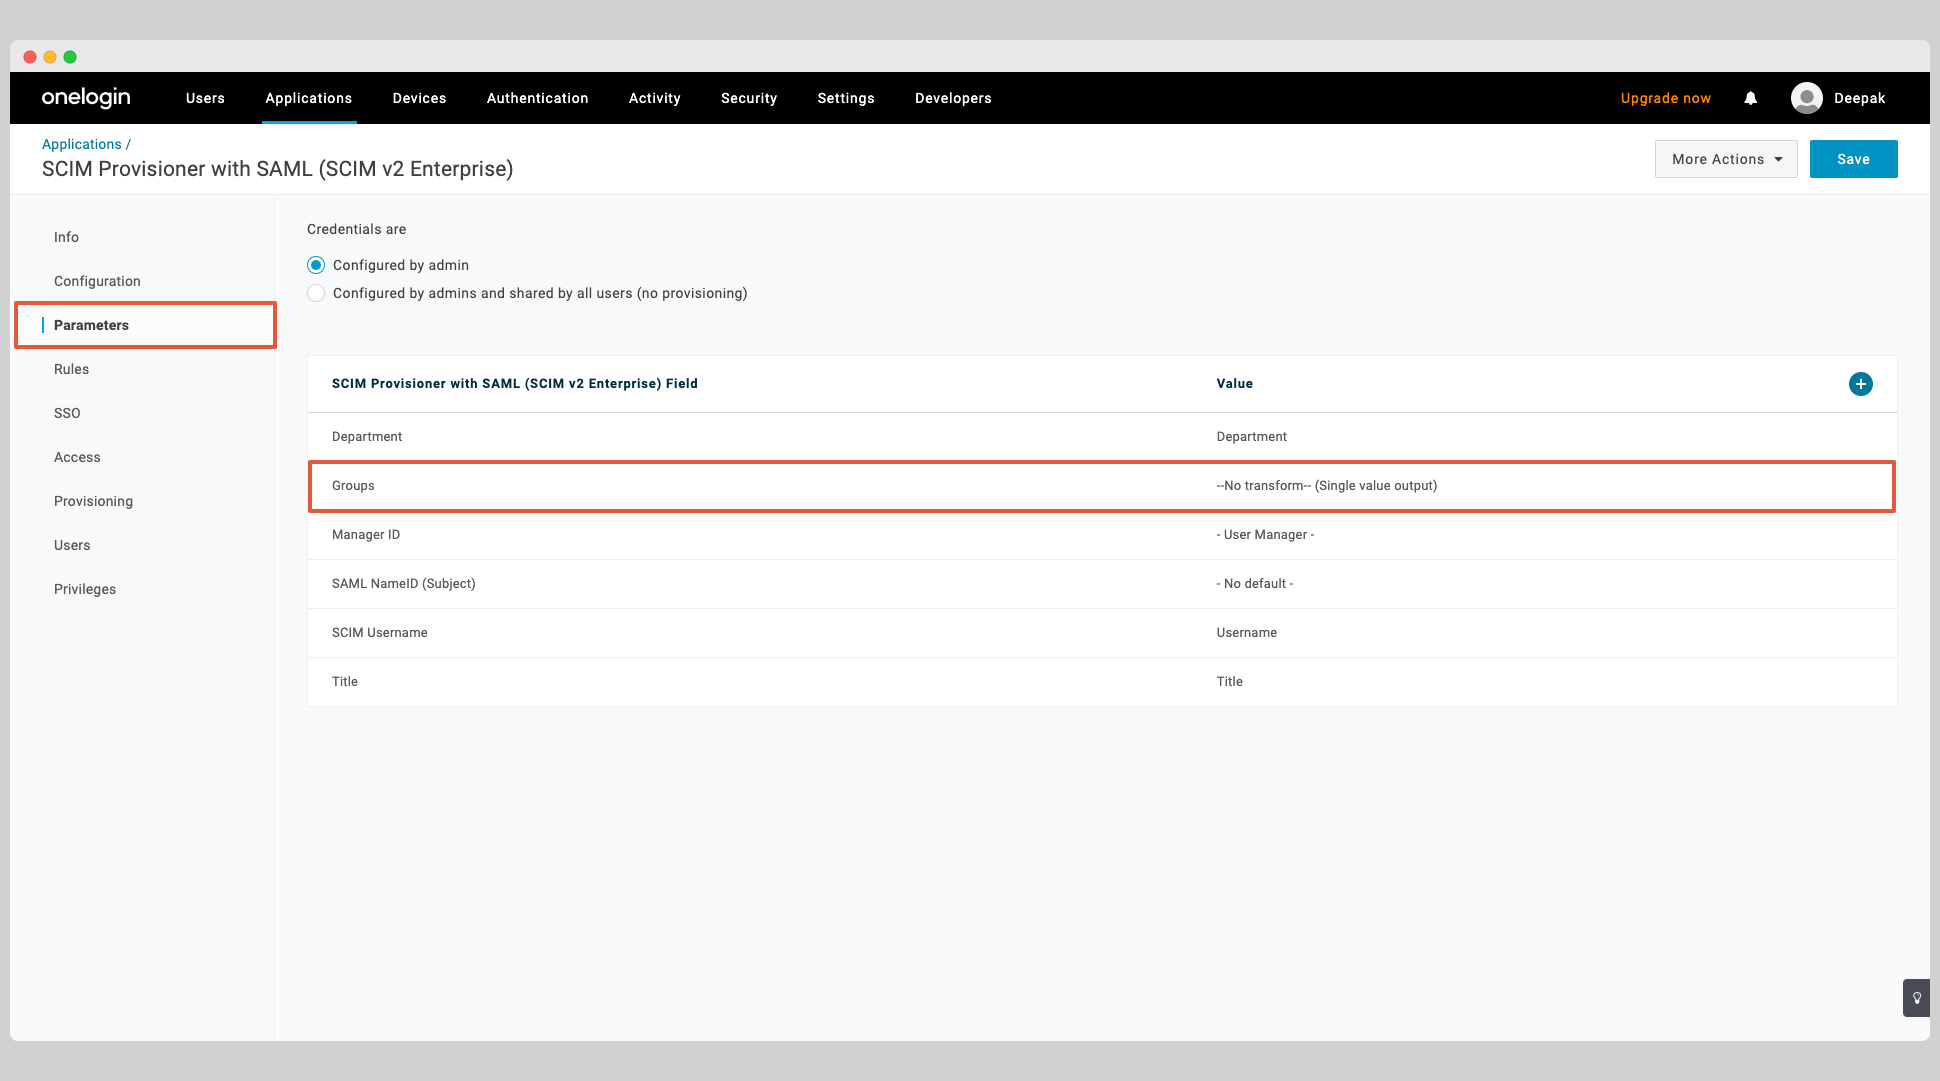 onelogin
Users
Applications
Devices
Authentication
Activity
Security
Settings
Developers
Upgrade now
Deepak
Applications /
SCIM Provisioner with SAML (SCIM v2 Enterprise)
More Actions
Save
Info
Configuration
Parameters
Rules
SSO
Access
Provisioning
Users
Privileges
Credentials are
Configured by admin
Configured by admins and shared by all users (no provisioning)
SCIM Provisioner with SAML (SCIM v2 Enterprise) Field Value
Department Department
Groups --No transform-- (Single value output)
Manager ID - User Manager -
SAML NameID (Subject) - No default -
SCIM Username Username
Title Title